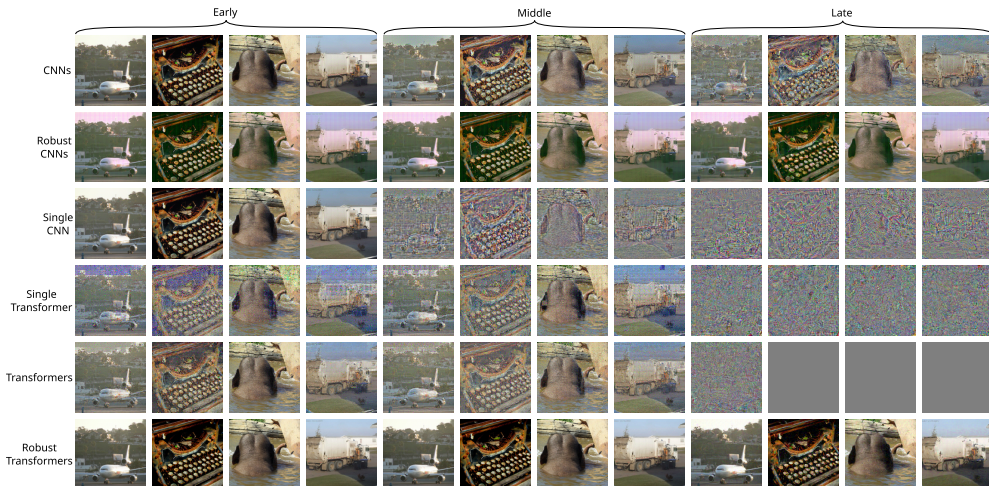 Early
Middle
Late
CNNs
Robust
CNNs
Single
CNN
Single
Transformer
Transformers
Robust
Transformers